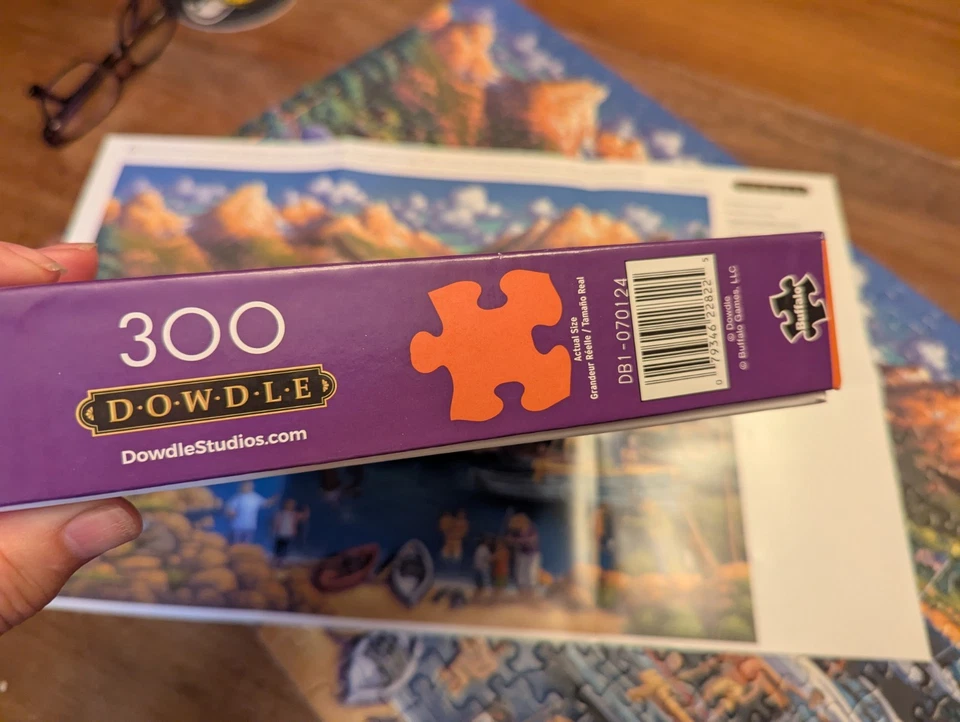 300
D·O·W·D·L·E
DowdleStudios.com
Actual Size
Grandeur Réelle / Tamaño Real
DB1-070124
0 79346 22822 5
© Dowdle
© Buffalo Games, LLC
Buffalo